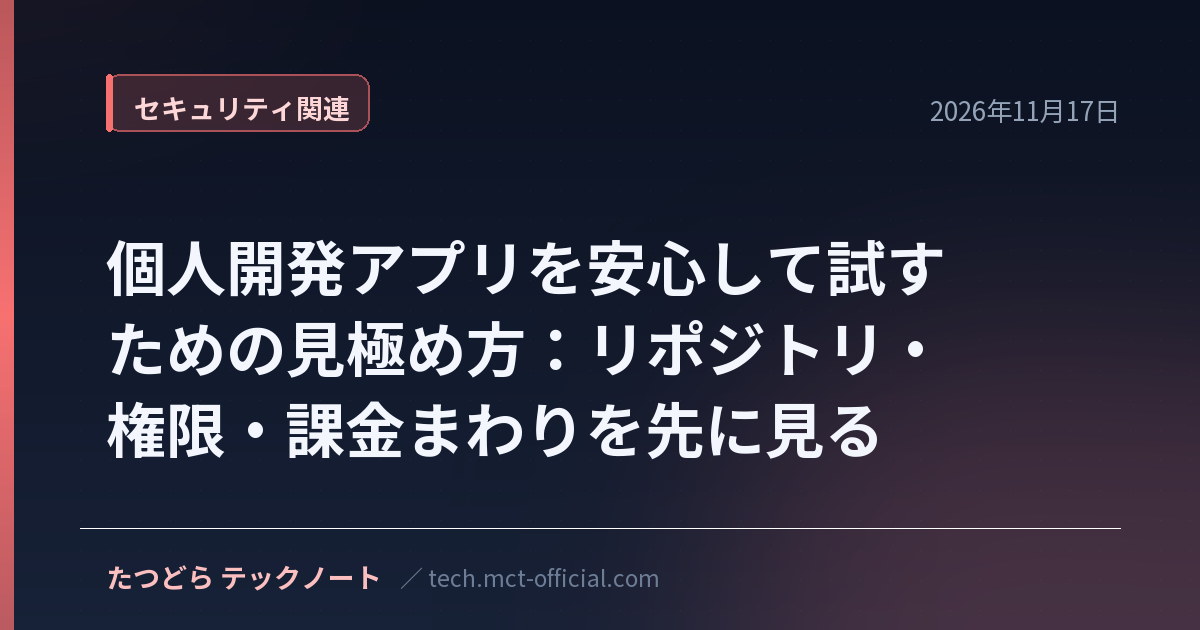 セキュリティ関連
2026年11月17日
個人開発アプリを安心して試す
ための見極め方：リポジトリ・
権限・課金まわりを先に見る
たつどら テックノート ／ tech.mct-official.com